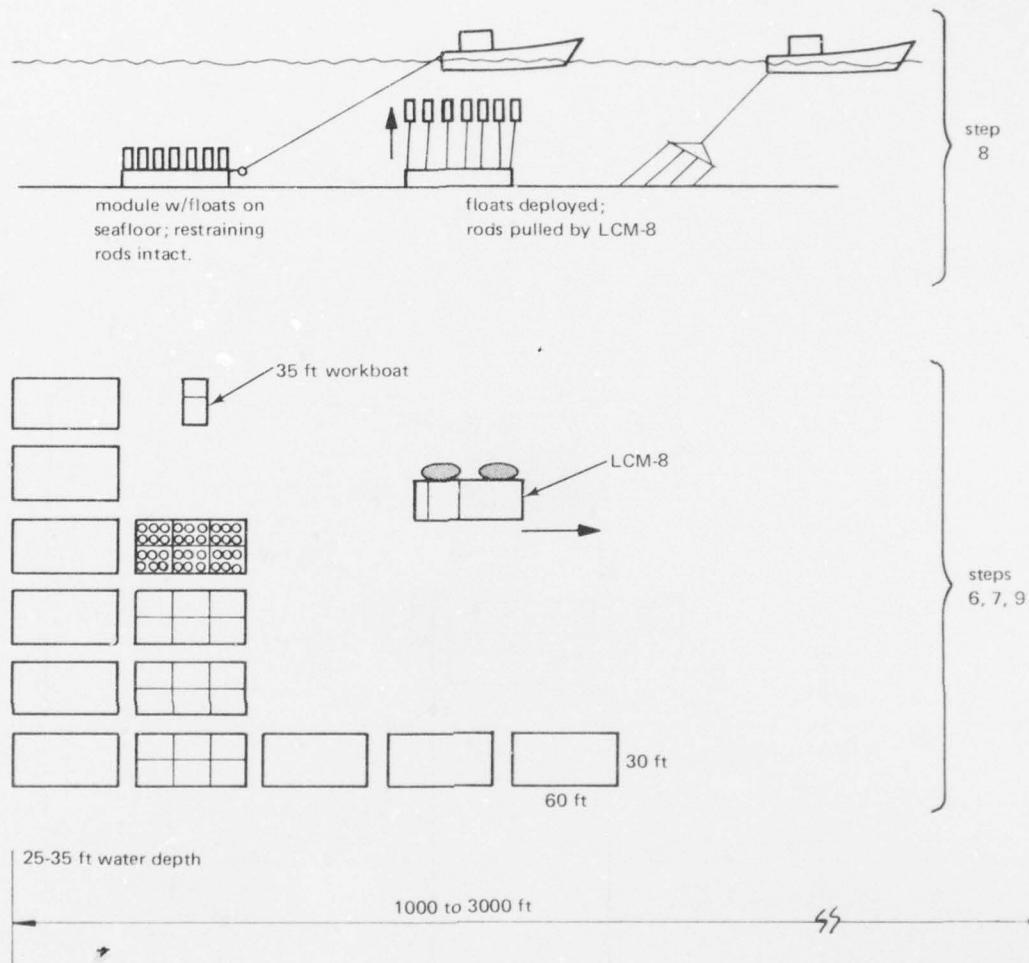 step
8
module w/floats on
seafloor; restraining
rods intact.
floats deployed;
rods pulled by LCM-8
35 ft workboat
LCM-8
steps
6, 7, 9
30 ft
60 ft
25-35 ft water depth
1000 to 3000 ft